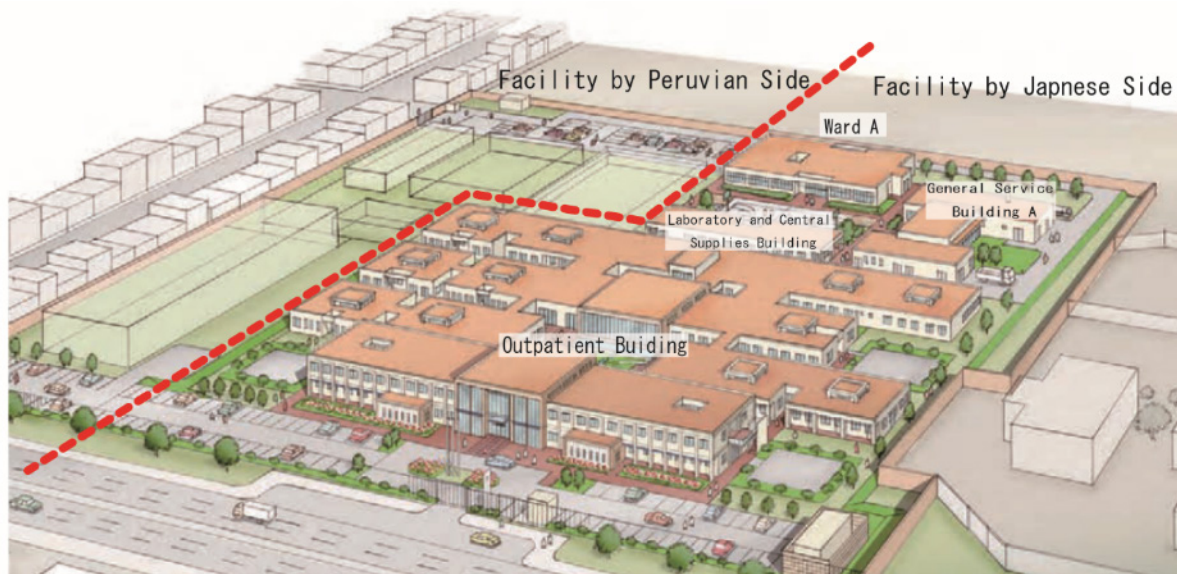 Facility by Peruvian Side
Facility by Japnese Side
Ward A
General Service
Building A
Laboratory and Central
Supplies Building
Outpatient Buiding